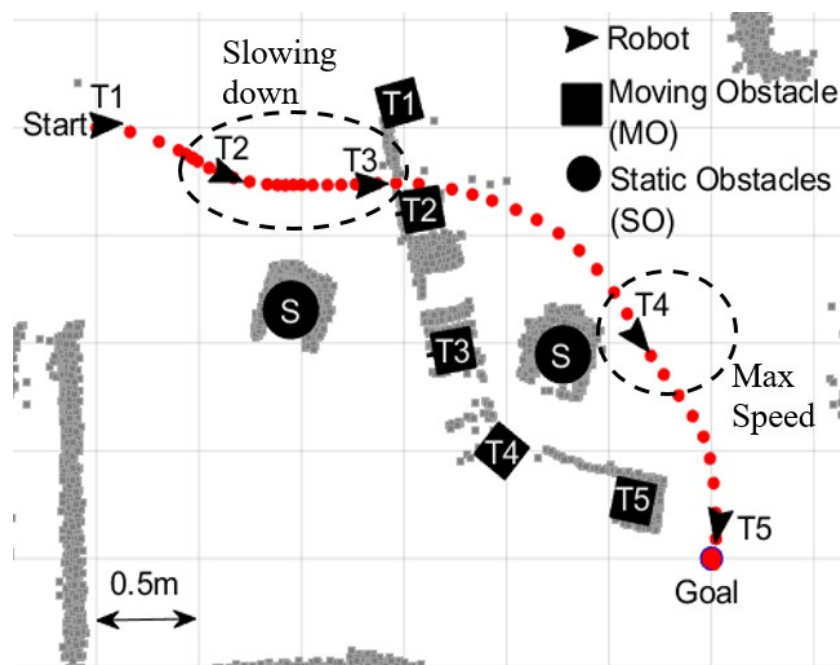 Slowing
down
T1
Start
T2
T3
T1
T2
T3
T4
T5
S
S
T4
Max
Speed
T5
Goal
0.5m
Robot
Moving Obstacle
(MO)
Static Obstacles
(SO)